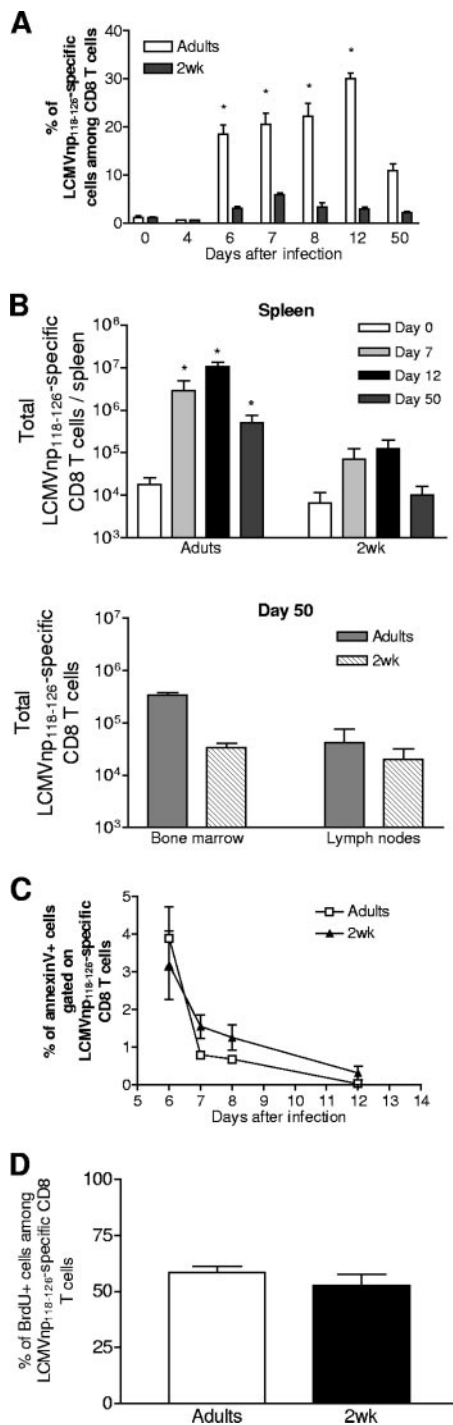 A
% of
LCMVnp118-126-specific
cells among CD8 T cells
40
30
20
10
0
Adults
2wk
*
*
*
*
0 4 6 7 8 12 50
Days after infection
B
Spleen
Total
LCMVnp118-126-specific
CD8 T cells / spleen
10^8
10^7
10^6
10^5
10^4
10^3
Day 0
Day 7
Day 12
Day 50
*
*
*
Aduts 2wk
Day 50
Total
LCMVnp118-126-specific
CD8 T cells
10^7
10^6
10^5
10^4
10^3
Adults
2wk
Bone marrow Lymph nodes
C
% of annexinV+ cells
gated on
LCMVnp118-126-specific
CD8 T cells
5
4
3
2
1
0
Adults
2wk
5 6 7 8 9 10 11 12 13 14
Days after infection
D
% of BrdU+ cells among
LCMVnp118-126-specific CD8
T cells
100
75
50
25
0
Adults 2wk